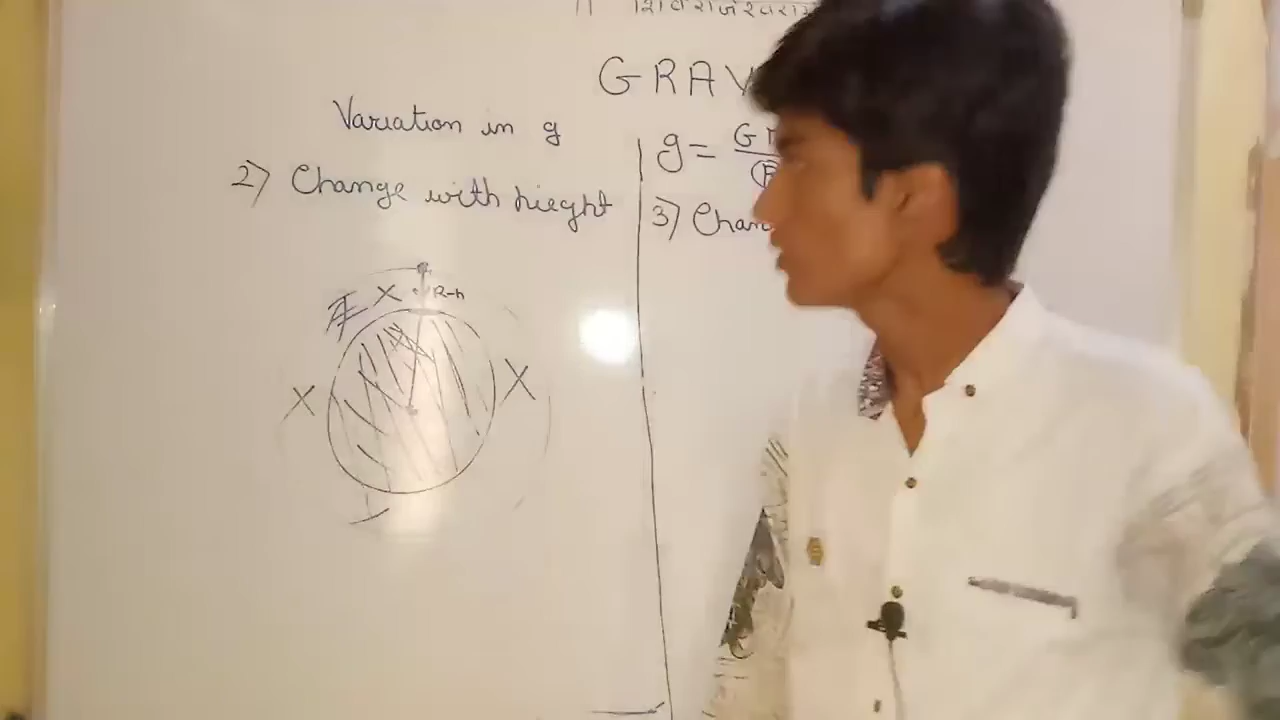 GRAV
Variation in g
g = G
2) Change with hieght
3) Chan
X
R-h
X
X